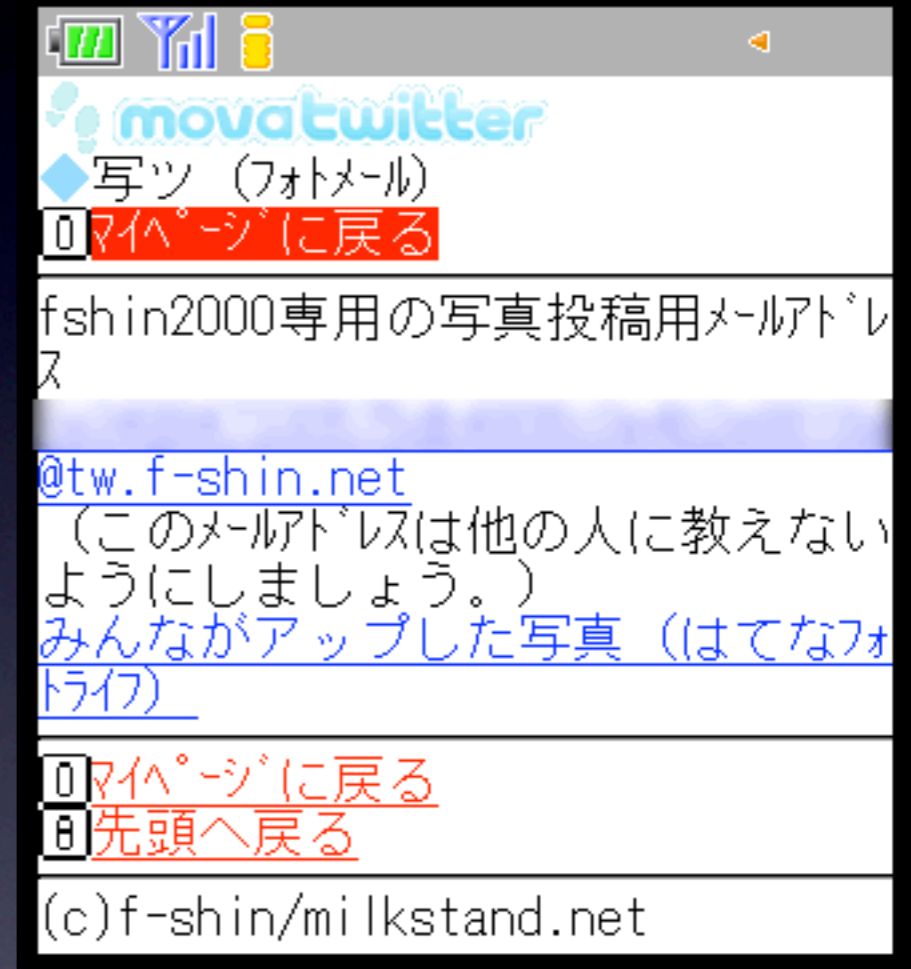 movatwitter
◆写ツ (フォトメール)
0マイページに戻る
fshin2000専用の写真投稿用メールアドレ
ス
@tw.f-shin.net
(このメールアドレスは他の人に教えない
ようにしましょう。)
みんながアップした写真 (はてなフォ
トライフ)
0マイページに戻る
8先頭へ戻る
(c)f-shin/milkstand.net